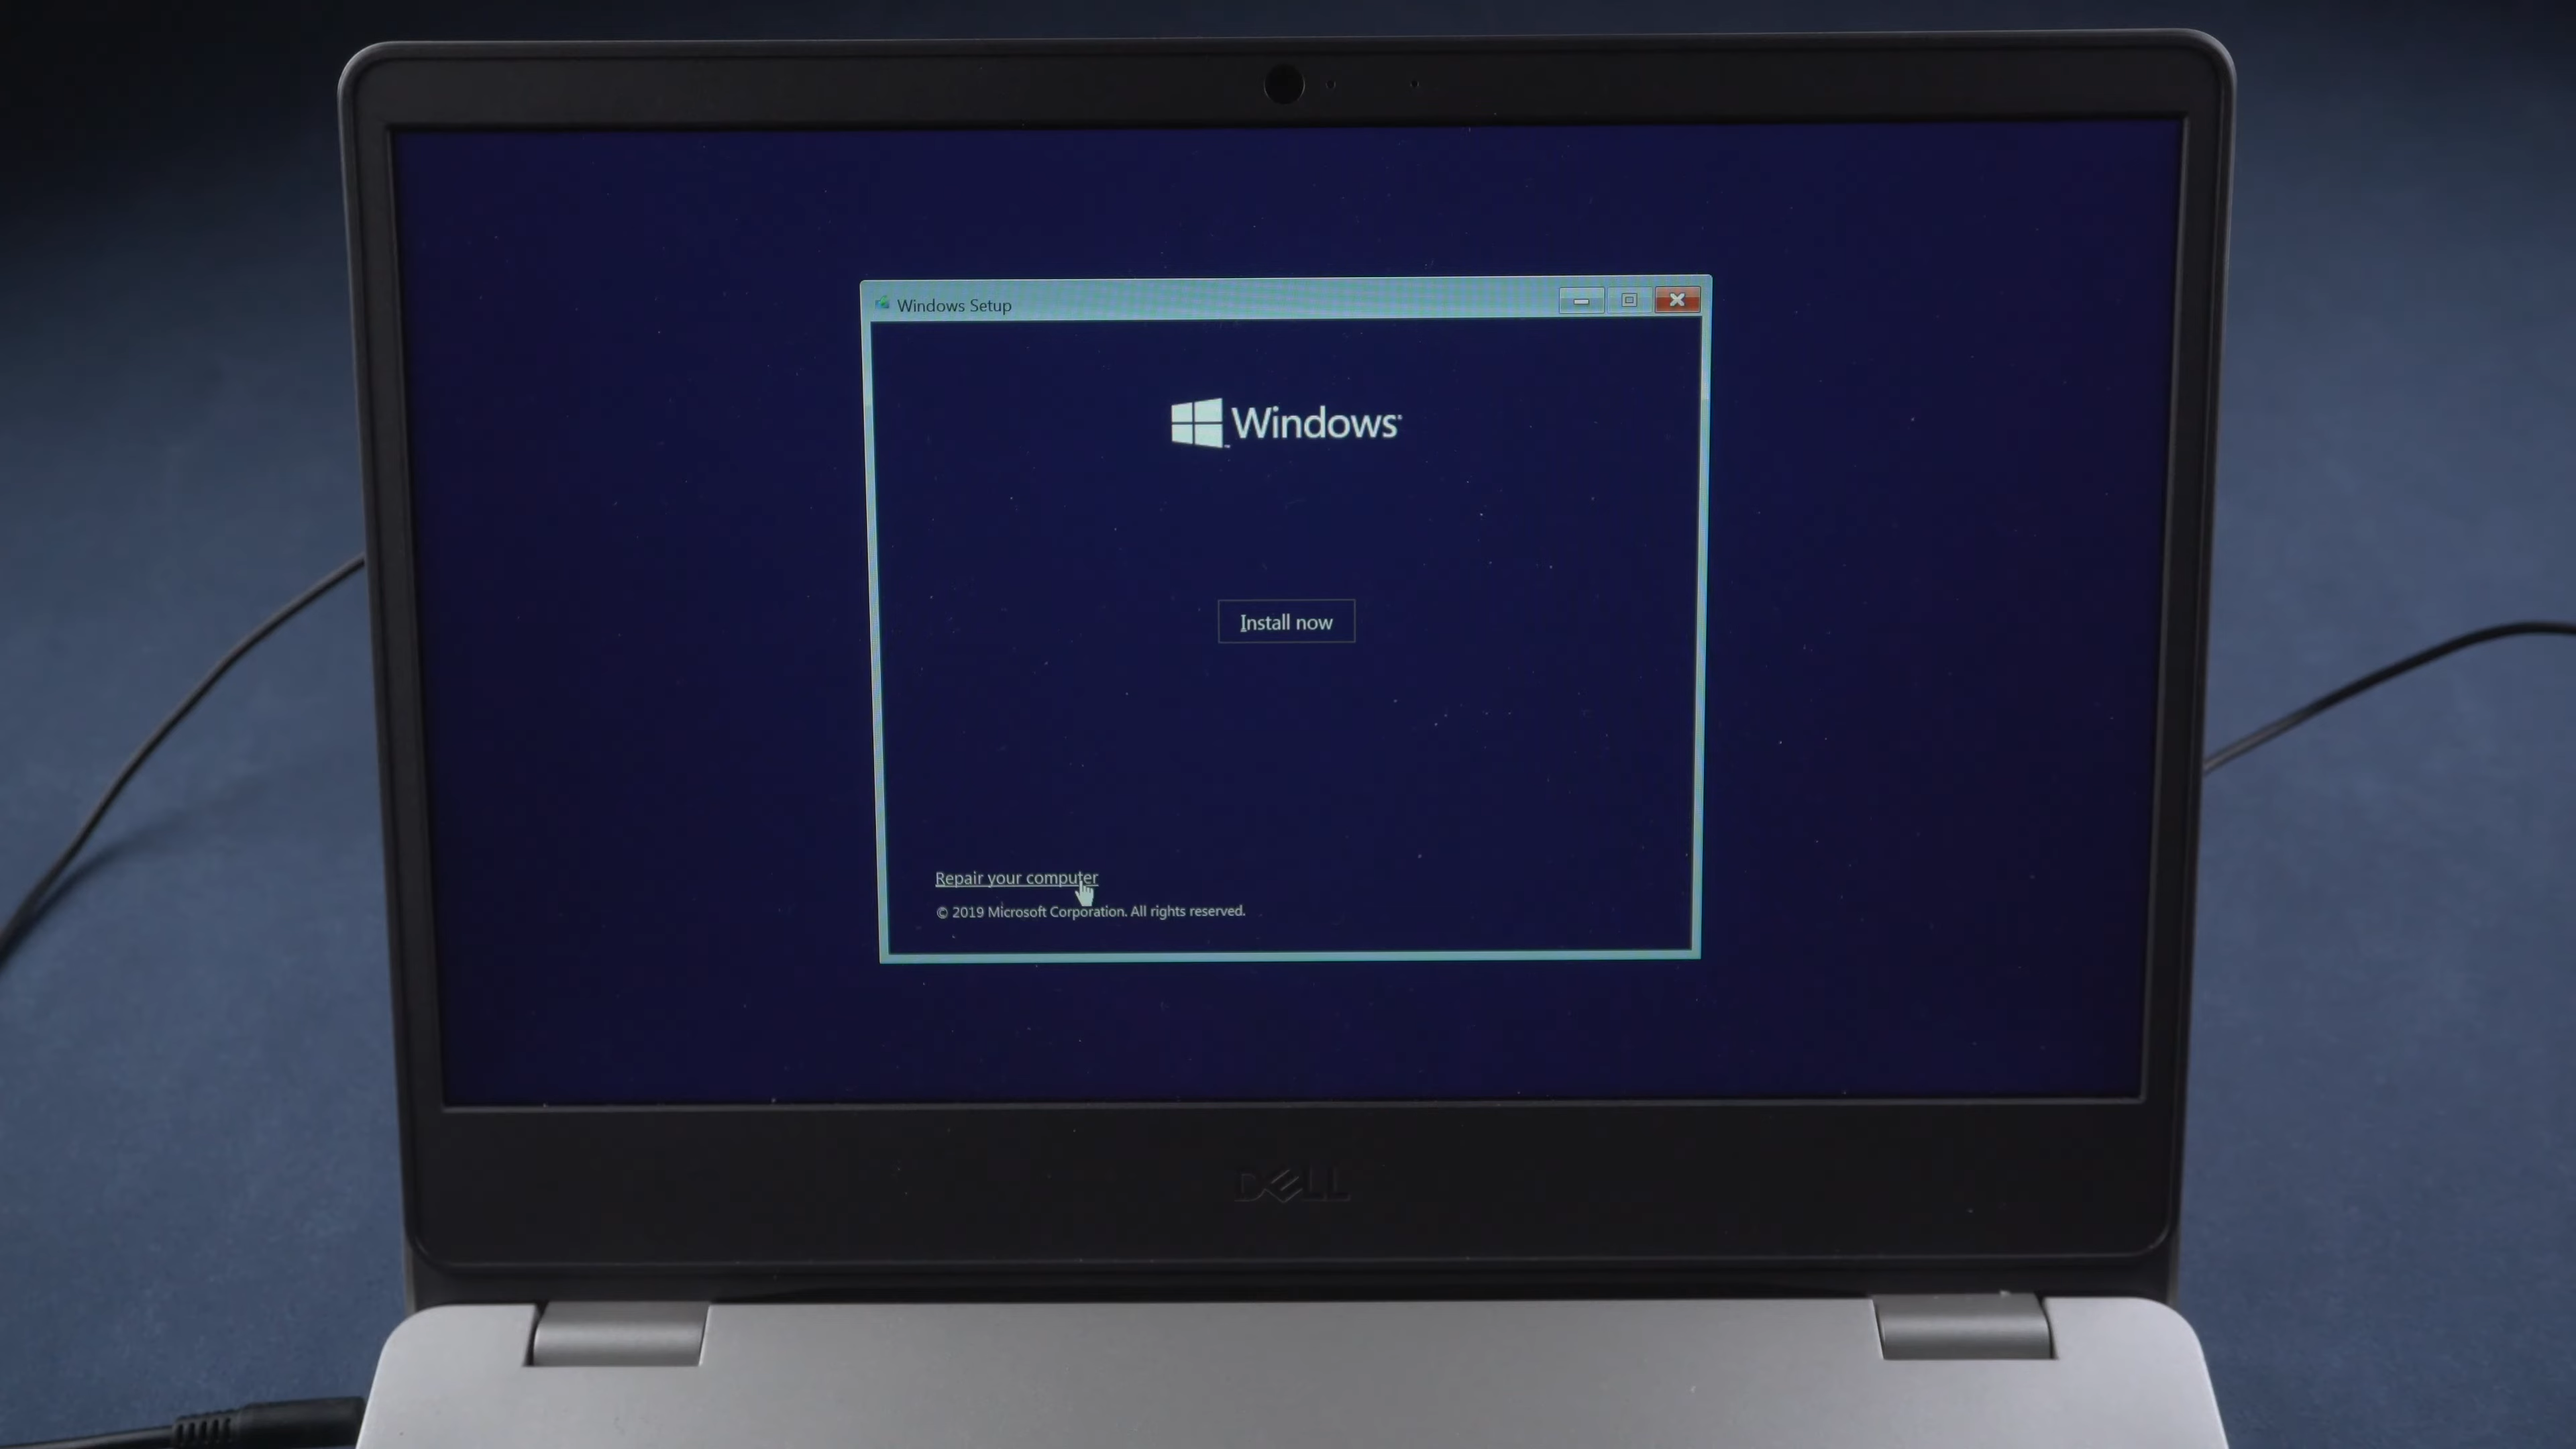 Windows Setup
Windows
Install now
Repair your computer
© 2019 Microsoft Corporation. All rights reserved.
DELL